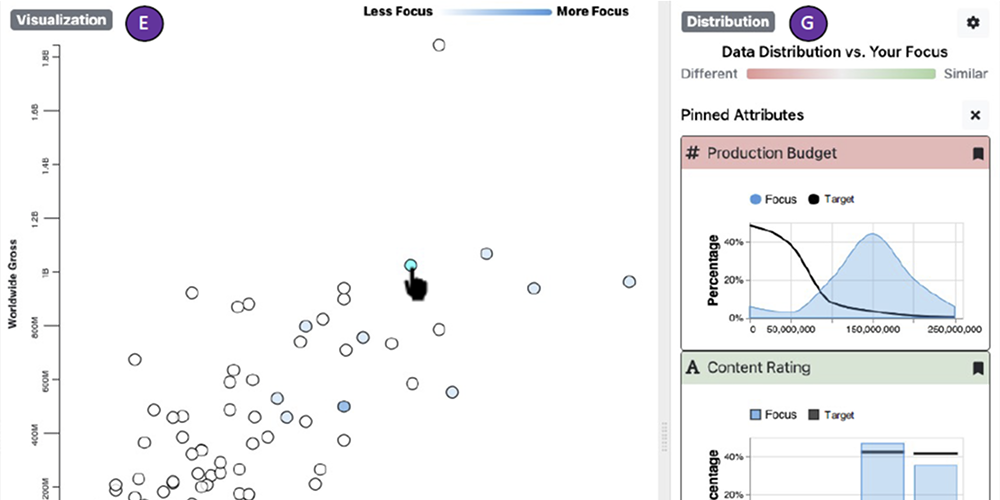 Visualization
E
Less Focus
More Focus
Worldwide Gross
1.8B
1.6B
1.4B
1.2B
1B
800M
600M
400M
200M
Distribution
G
Data Distribution vs. Your Focus
Different
Similar
Pinned Attributes
×
# Production Budget
Focus
Target
Percentage
40%
20%
0%
0
50,000,000
150,000,000
250,000,000
A Content Rating
Focus
Target
centage
40%
20%